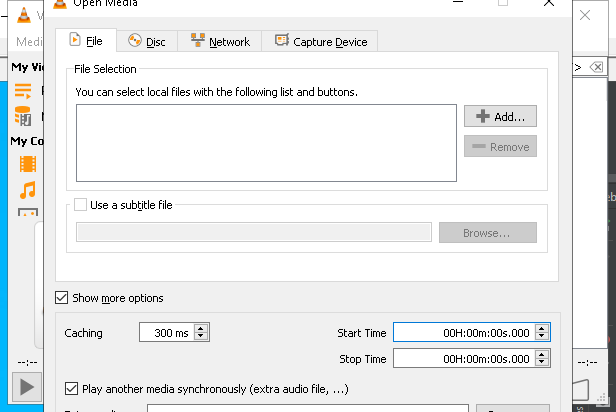 Open Media
Medi
File
Disc
Network
Capture Device
>
My Vi
File Selection
You can select local files with the following list and buttons.
Add...
Remove
My Co
Use a subtitle file
Browse...
Show more options
Caching
300 ms
Start Time
00H:00m:00s.000
Stop Time
00H:00m:00s.000
--:--
--:--
Play another media synchronously (extra audio file, ...)